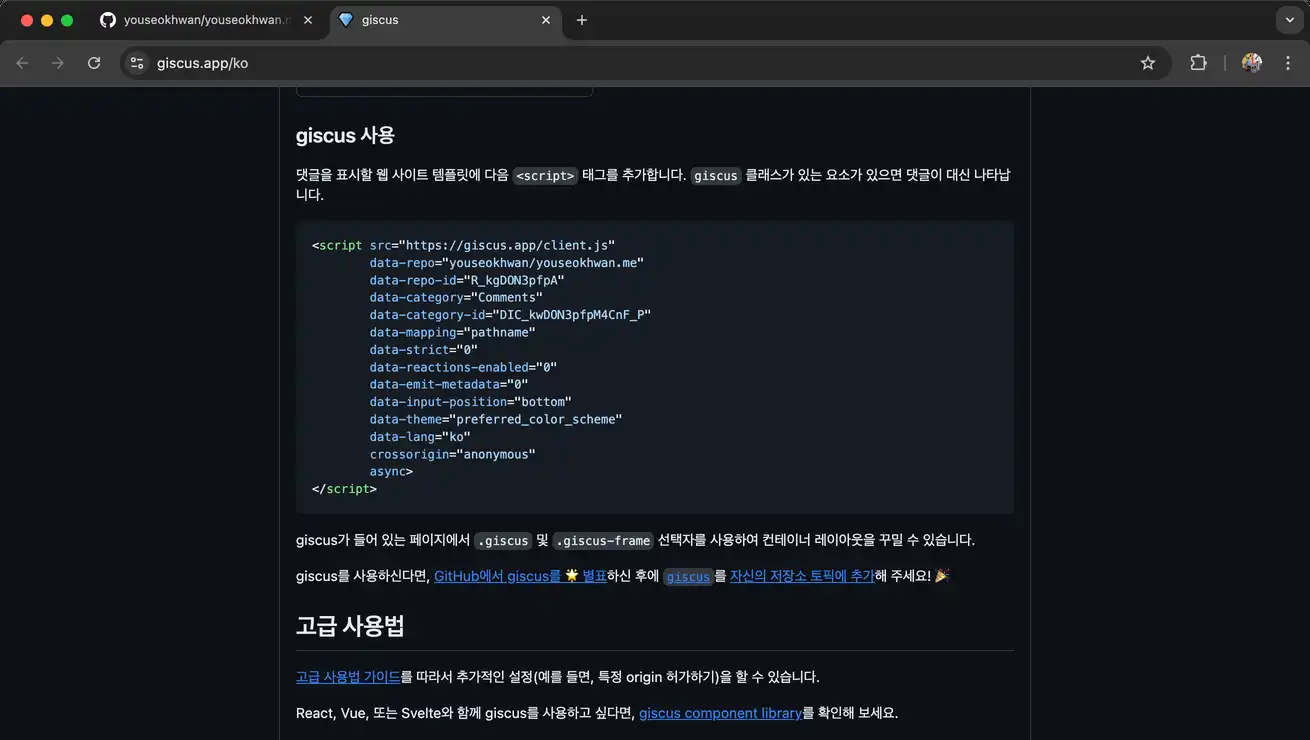 youseokhwan/youseokhwan.
giscus
giscus.app/ko
giscus 사용
댓글을 표시할 웹 사이트 템플릿에 다음 <script> 태그를 추가합니다. giscus 클래스가 있는 요소가 있으면 댓글이 대신 나타납
니다.
<script src="https://giscus.app/client.js"
data-repo="youseokhwan/youseokhwan.me"
data-repo-id="R_kgDON3pfpA"
data-category="Comments"
data-category-id="DIC_kwDON3pfpM4CnF_P"
data-mapping="pathname"
data-strict="0"
data-reactions-enabled="0"
data-emit-metadata="0"
data-input-position="bottom"
data-theme="preferred_color_scheme"
data-lang="ko"
crossorigin="anonymous"
async>
</script>
giscus가 들어 있는 페이지에서 .giscus 및 .giscus-frame 선택자를 사용하여 컨테이너 레이아웃을 꾸밀 수 있습니다.
giscus를 사용하신다면, GitHub에서 giscus를 🌟 별표하신 후에 giscus를 자신의 저장소 토픽에 추가해 주세요! 🎉
고급 사용법
고급 사용법 가이드를 따라서 추가적인 설정(예를 들면, 특정 origin 허가하기)을 할 수 있습니다.
React, Vue, 또는 Svelte와 함께 giscus를 사용하고 싶다면, giscus component library를 확인해 보세요.